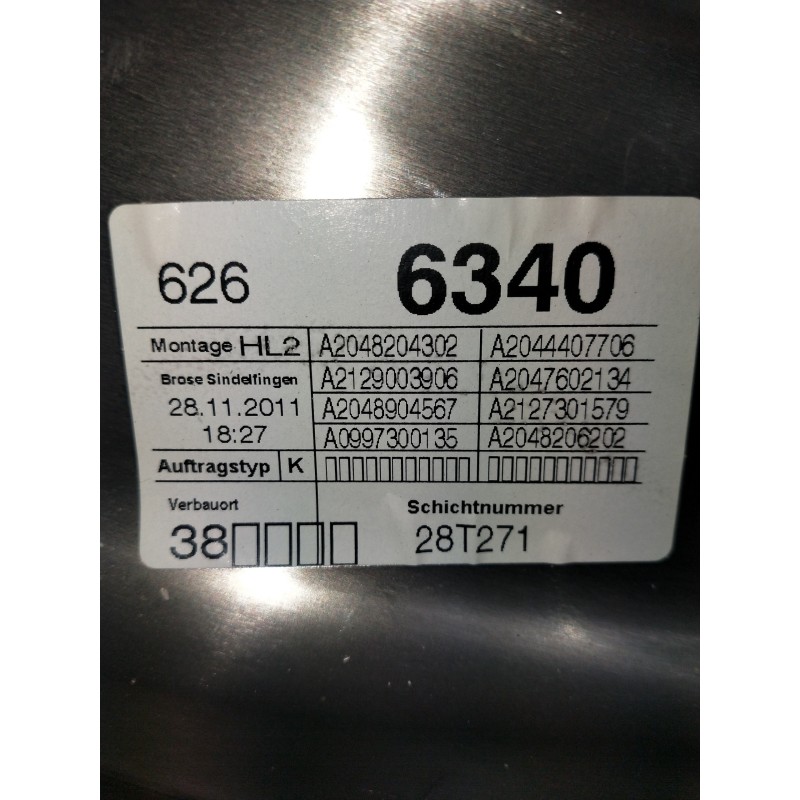 626 6340
Montage HL2 A2048204302 A2044407706
Brose Sindelfingen A2129003906 A2047602134
28.11.2011 A2048904567 A2127301579
18:27 A0997300135 A2048206202
Auftragstyp K
Verbauort Schichtnummer
38 28T271